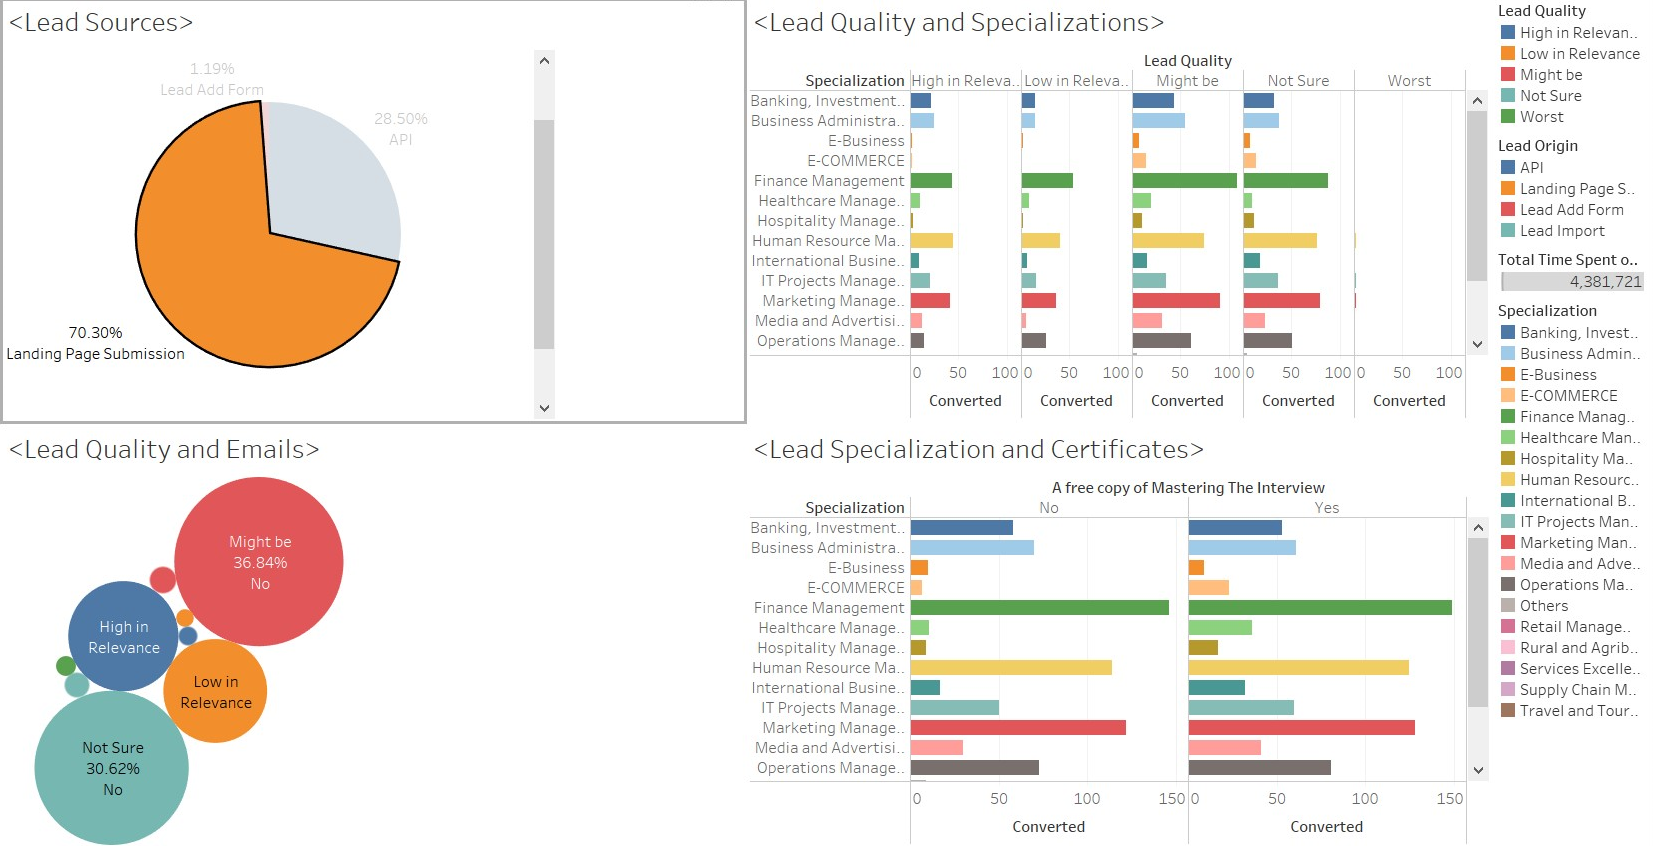 <Lead Sources>
1.19%
Lead Add Form
28.50%
API
70.30%
Landing Page Submission
<Lead Quality and Specializations>
Lead Quality
Specialization High in Releva.. Low in Releva.. Might be Not Sure Worst
Banking, Investment..
Business Administra..
E-Business
E-COMMERCE
Finance Management
Healthcare Manage..
Hospitality Manage..
Human Resource Ma..
International Busine..
IT Projects Manage..
Marketing Manage..
Media and Advertisi..
Operations Manage..
0 50 100 0 50 100 0 50 100 0 50 100 0 50 100
Converted Converted Converted Converted Converted
<Lead Quality and Emails>
Might be
36.84%
No
High in
Relevance
Low in
Relevance
Not Sure
30.62%
No
<Lead Specialization and Certificates>
A free copy of Mastering The Interview
Specialization No Yes
Banking, Investment..
Business Administra..
E-Business
E-COMMERCE
Finance Management
Healthcare Manage..
Hospitality Manage..
Human Resource Ma..
International Busine..
IT Projects Manage..
Marketing Manage..
Media and Advertisi..
Operations Manage..
0 50 100 150 0 50 100 150
Converted Converted
Lead Quality
High in Relevan..
Low in Relevance
Might be
Not Sure
Worst
Lead Origin
API
Landing Page S..
Lead Add Form
Lead Import
Total Time Spent o..
4,381,721
Specialization
Banking, Invest..
Business Admin..
E-Business
E-COMMERCE
Finance Manag..
Healthcare Man..
Hospitality Ma..
Human Resourc..
International B..
IT Projects Man..
Marketing Man..
Media and Adve..
Operations Ma..
Others
Retail Manage..
Rural and Agrib..
Services Excelle..
Supply Chain M..
Travel and Tour..